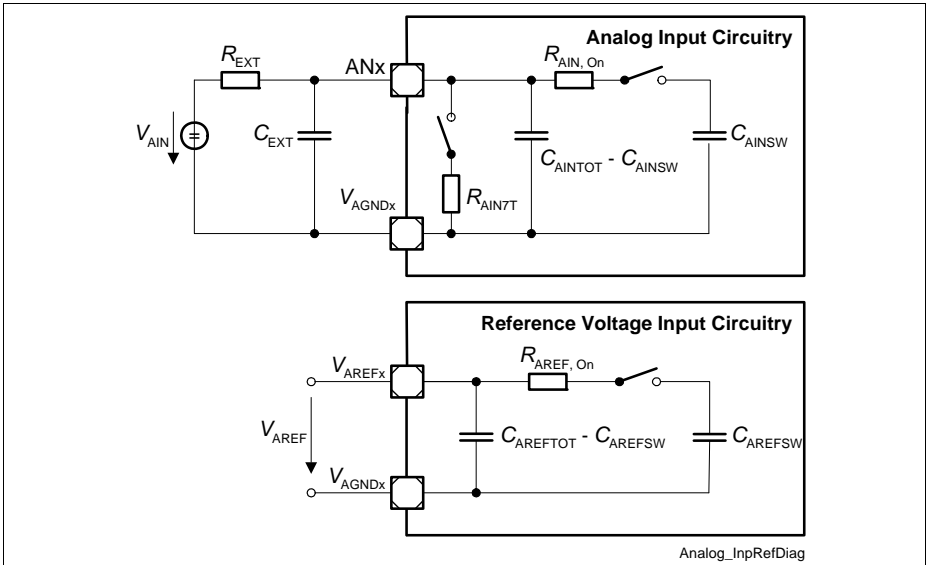 Analog Input Circuitry
R EXT
ANx
R AIN, On
V AIN
C EXT
C AINTOT - C AINSW
C AINSW
R AIN7T
V AGNDx
Reference Voltage Input Circuitry
V AREFx
R AREF, On
V AREF
C AREFTOT - C AREFSW
C AREFSW
V AGNDx
Analog_InpRefDiag